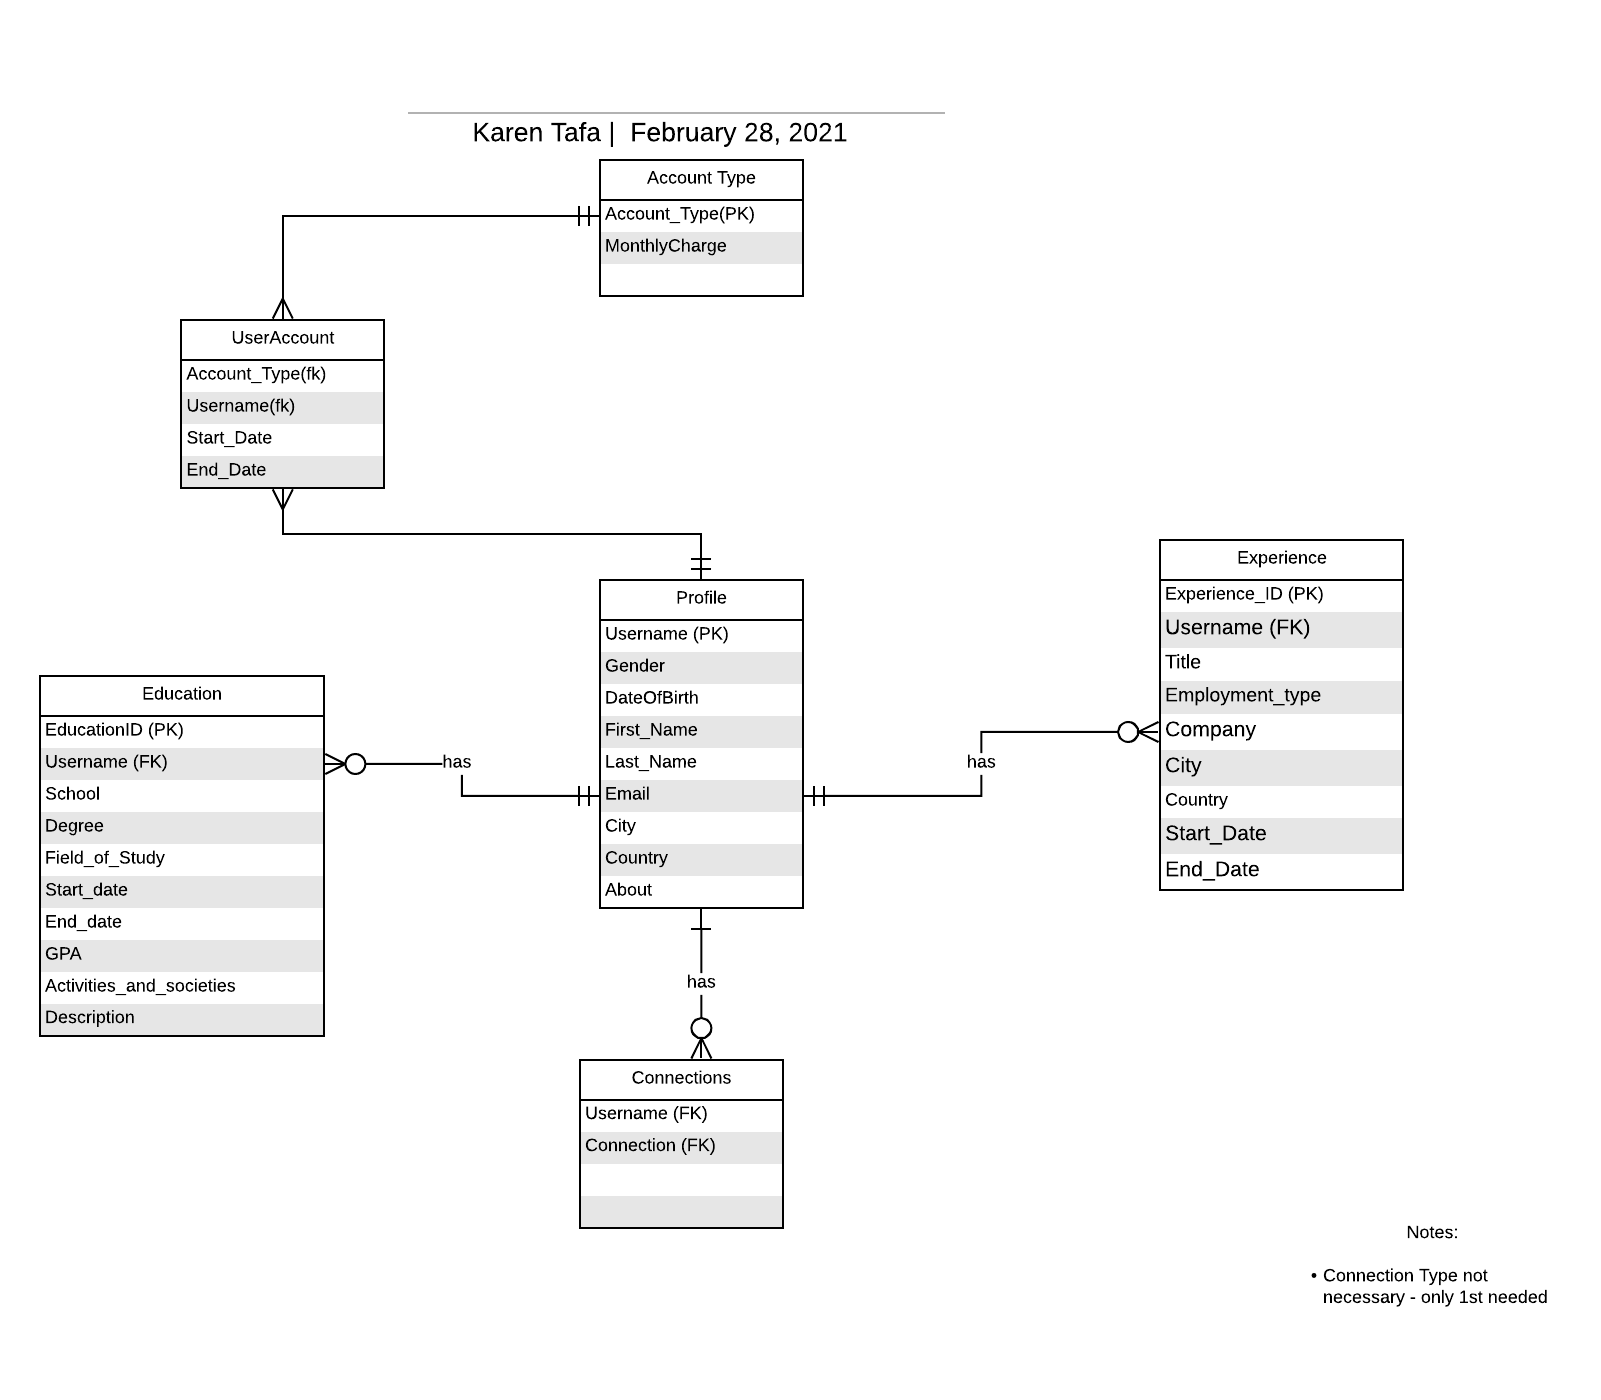 Karen Tafa |  February 28, 2021
Account Type
Account_Type(PK)
MonthlyCharge
UserAccount
Account_Type(fk)
Username(fk)
Start_Date
End_Date
Profile
Username (PK)
Gender
DateOfBirth
First_Name
Last_Name
Email
City
Country
About
Experience
Experience_ID (PK)
Username (FK)
Title
Employment_type
Company
City
Country
Start_Date
End_Date
Education
EducationID (PK)
Username (FK)
School
Degree
Field_of_Study
Start_date
End_date
GPA
Activities_and_societies
Description
has
has
has
Connections
Username (FK)
Connection (FK)
Notes:
• Connection Type not
necessary - only 1st needed